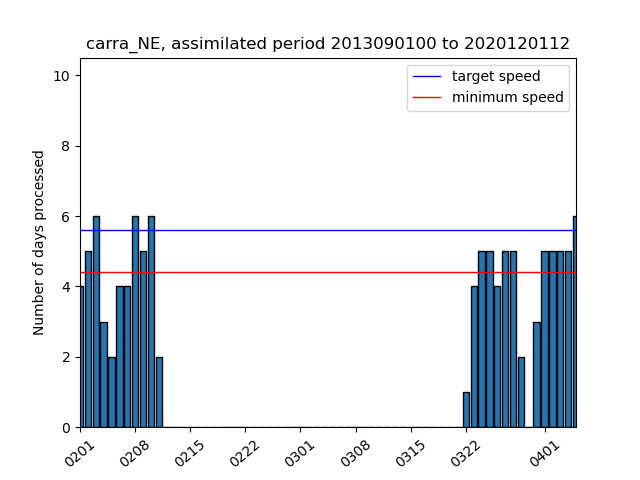 carra_NE, assimilated period 2013090100 to 2020120112
target speed
minimum speed
Number of days processed
10
8
6
4
2
0
0201 0208 0215 0222 0301 0308 0315 0322 0401